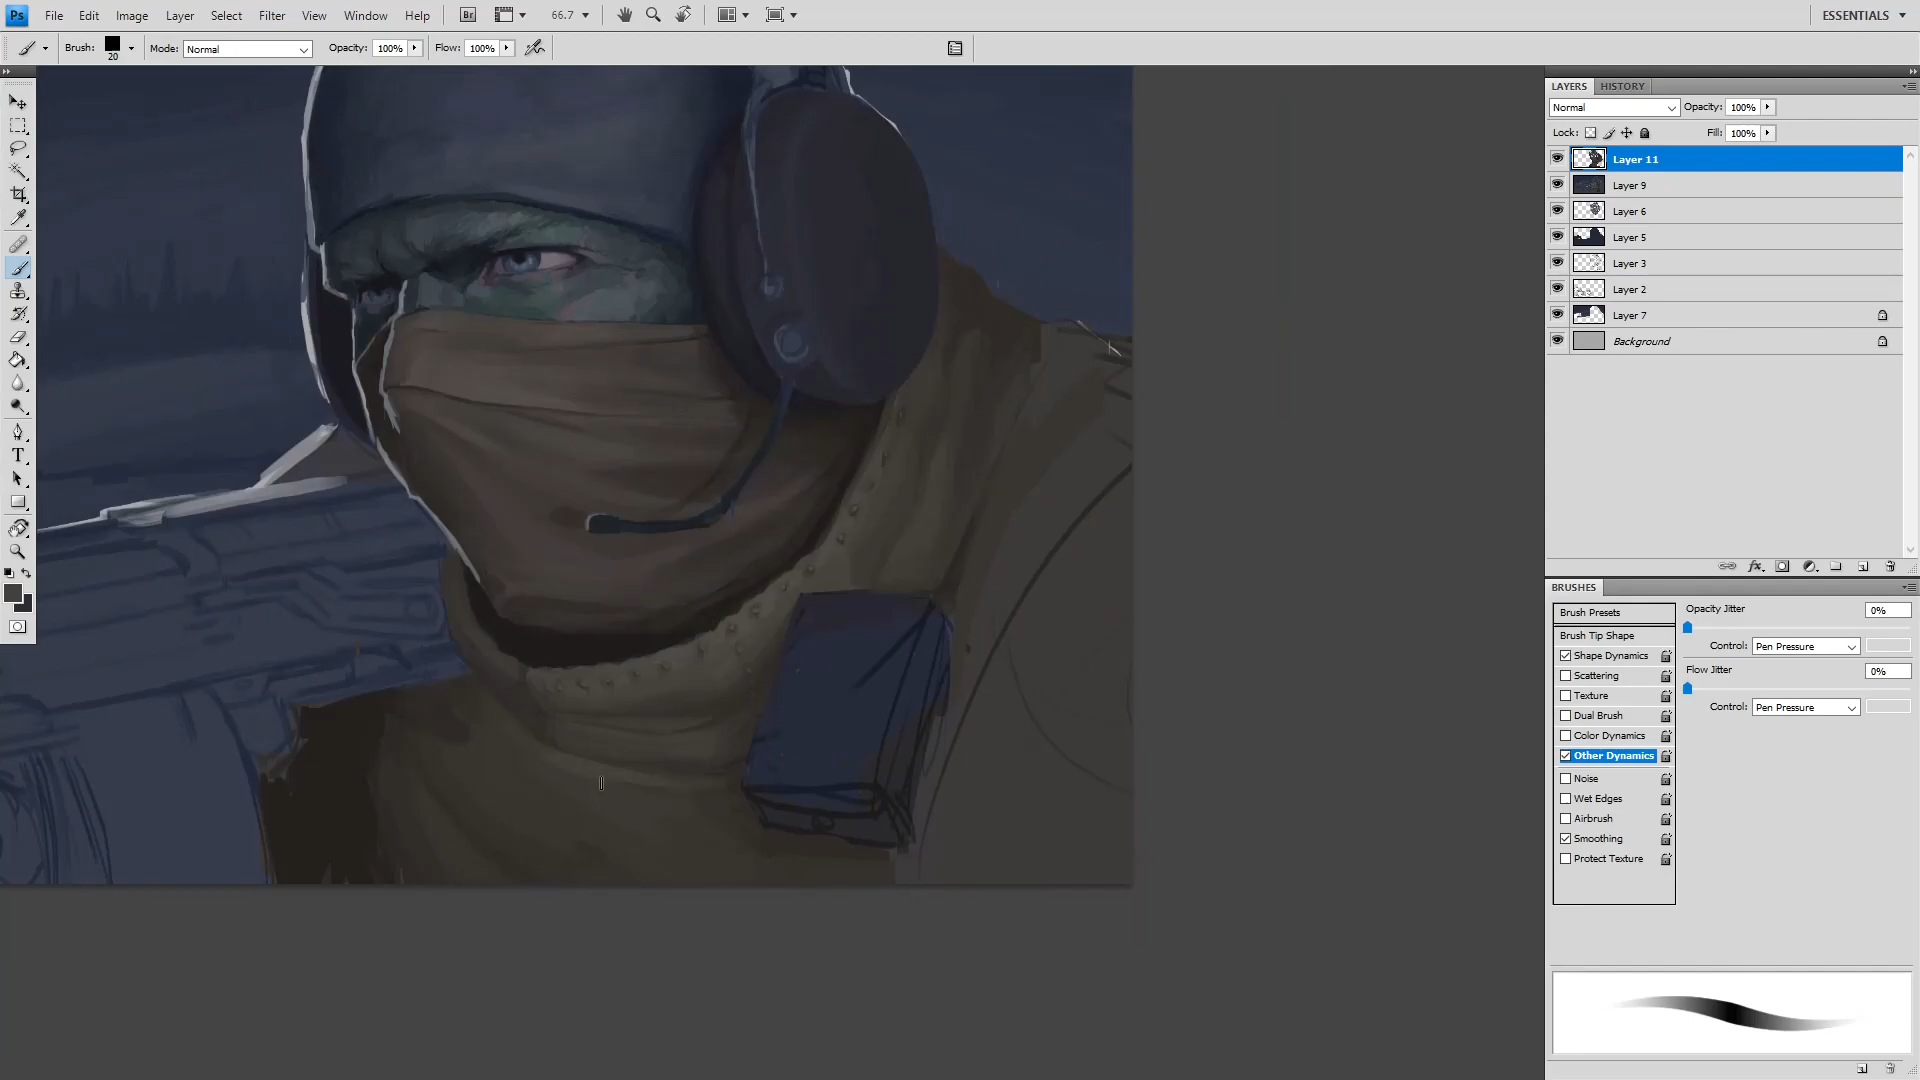 Ps File Edit Image Layer Select Filter View Window Help Br 66.7 ESSENTIALS
Brush: 20 Mode: Normal Opacity: 100% Flow: 100%
LAYERS HISTORY
Normal Opacity: 100%
Lock: Fill: 100%
Layer 11
Layer 9
Layer 6
Layer 5
Layer 3
Layer 2
Layer 7
Background
T
BRUSHES
Brush Presets
Brush Tip Shape
Shape Dynamics
Scattering
Texture
Dual Brush
Color Dynamics
Other Dynamics
Noise
Wet Edges
Airbrush
Smoothing
Protect Texture
Opacity Jitter 0%
Control: Pen Pressure
Flow Jitter 0%
Control: Pen Pressure
fx